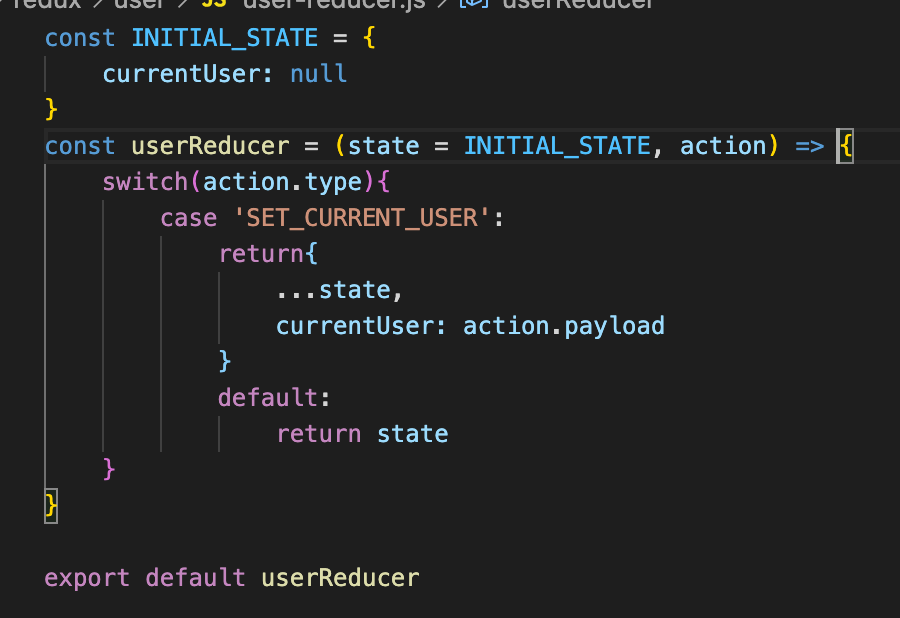 redux > user > JS user-reducer.js > userReducer
const INITIAL_STATE = {
    currentUser: null
}
const userReducer = (state = INITIAL_STATE, action) => {
    switch(action.type){
        case 'SET_CURRENT_USER':
            return{
                ...state,
                currentUser: action.payload
            }
            default:
                return state
    }
}

export default userReducer